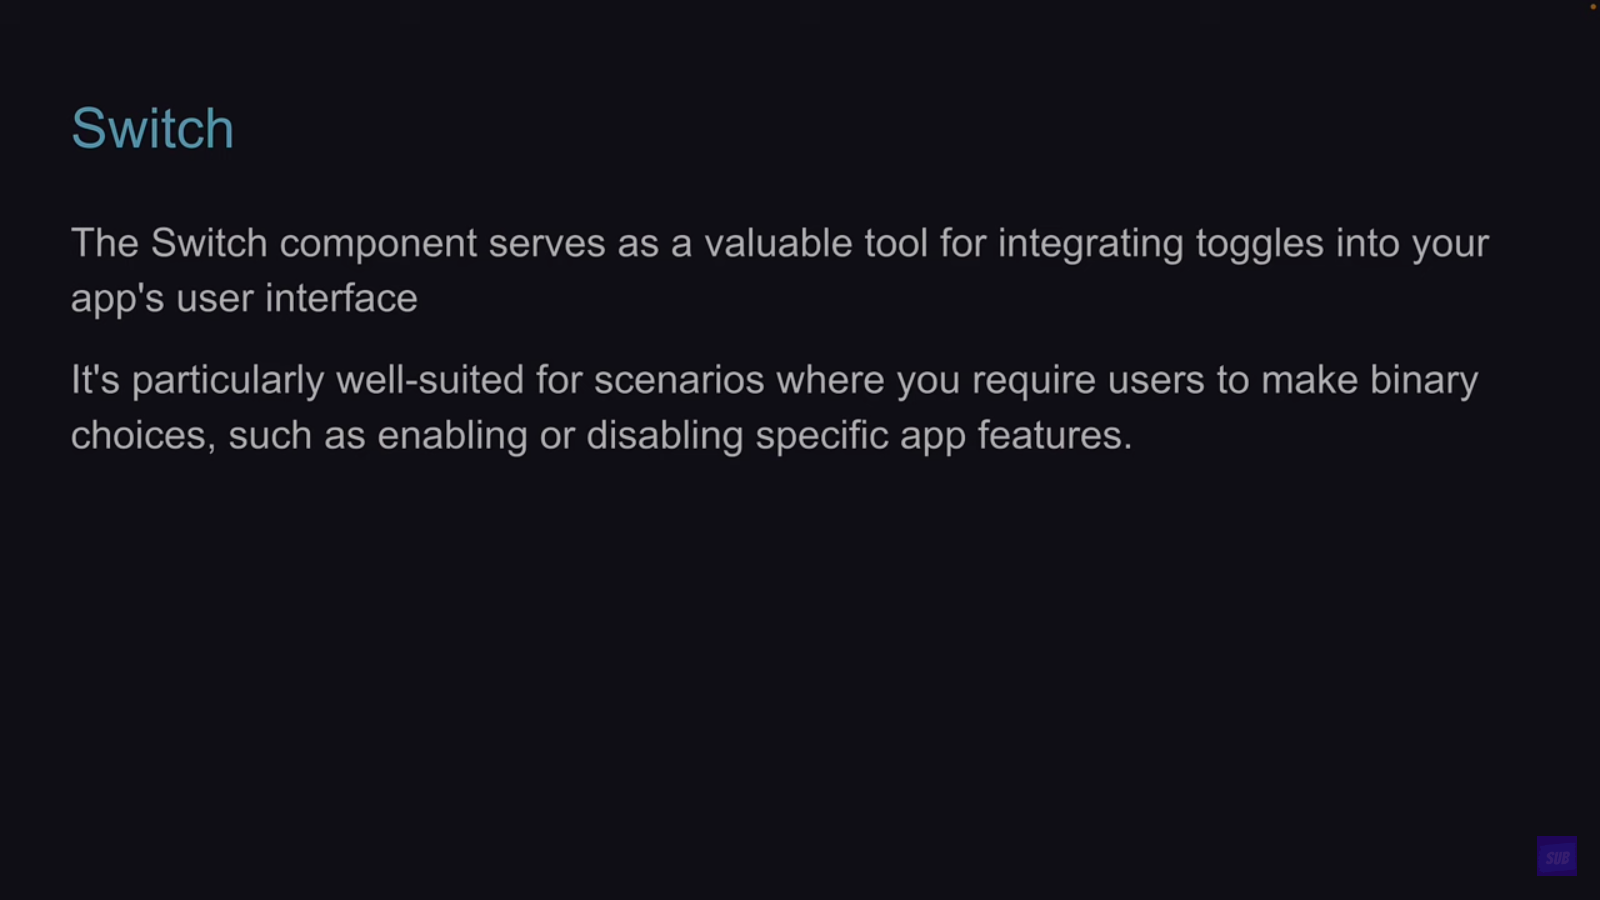 Switch
The Switch component serves as a valuable tool for integrating toggles into your
app's user interface
It's particularly well-suited for scenarios where you require users to make binary
choices, such as enabling or disabling specific app features.
SUB